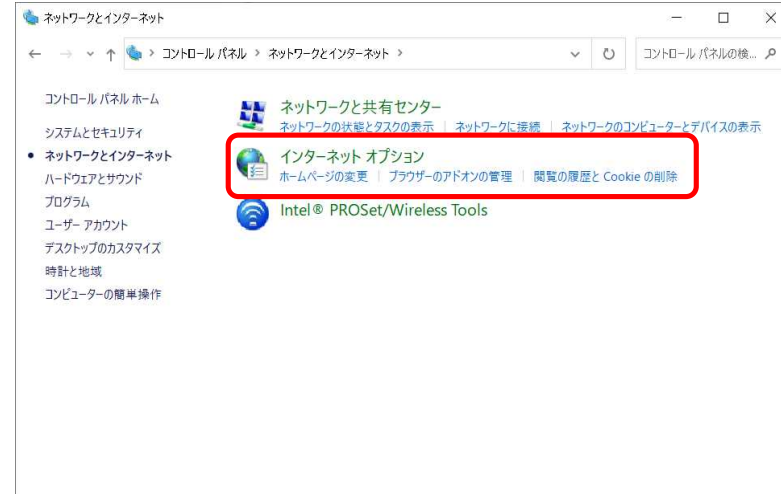 ネットワークとインターネット
コントロール パネル > ネットワークとインターネット >
コントロール パネルの検...
コントロール パネル ホーム
システムとセキュリティ
ネットワークとインターネット
ハードウェアとサウンド
プログラム
ユーザー アカウント
デスクトップのカスタマイズ
時計と地域
コンピューターの簡単操作
ネットワークと共有センター
ネットワークの状態とタスクの表示 | ネットワークに接続 | ネットワークのコンピューターとデバイスの表示
インターネット オプション
ホームページの変更 | ブラウザーのアドオンの管理 | 閲覧の履歴と Cookie の削除
Intel® PROSet/Wireless Tools